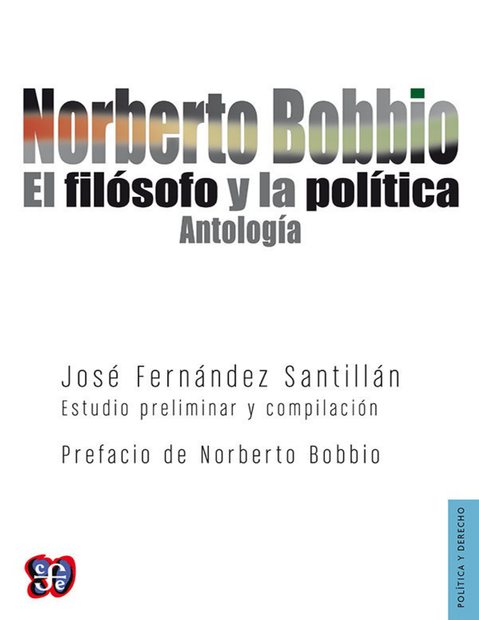 Norberto Bobbio
El filósofo y la política
Antología
José Fernández Santillán
Estudio preliminar y compilación
Prefacio de Norberto Bobbio
POLÍTICA Y DERECHO
cfe